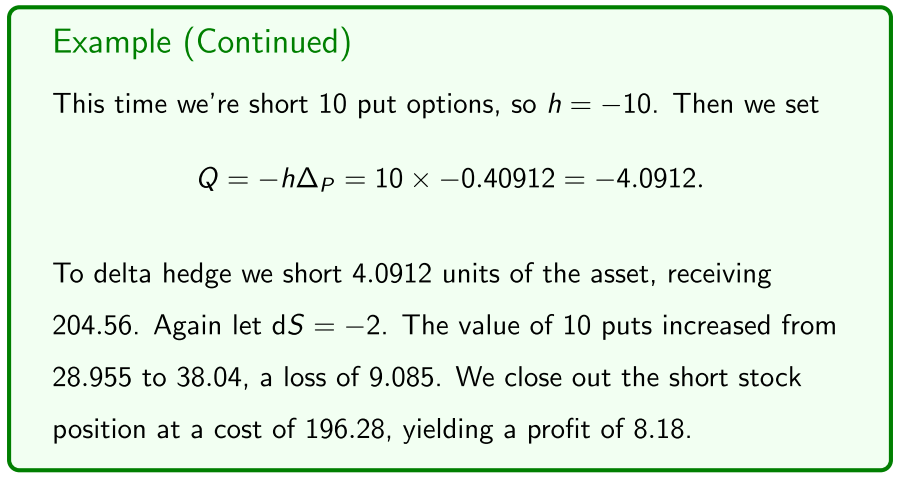 Example (Continued)
This time we're short 10 put options, so h = −10. Then we set
Q = −hΔ_P = 10 × −0.40912 = −4.0912.
To delta hedge we short 4.0912 units of the asset, receiving
204.56. Again let dS = −2. The value of 10 puts increased from
28.955 to 38.04, a loss of 9.085. We close out the short stock
position at a cost of 196.28, yielding a profit of 8.18.